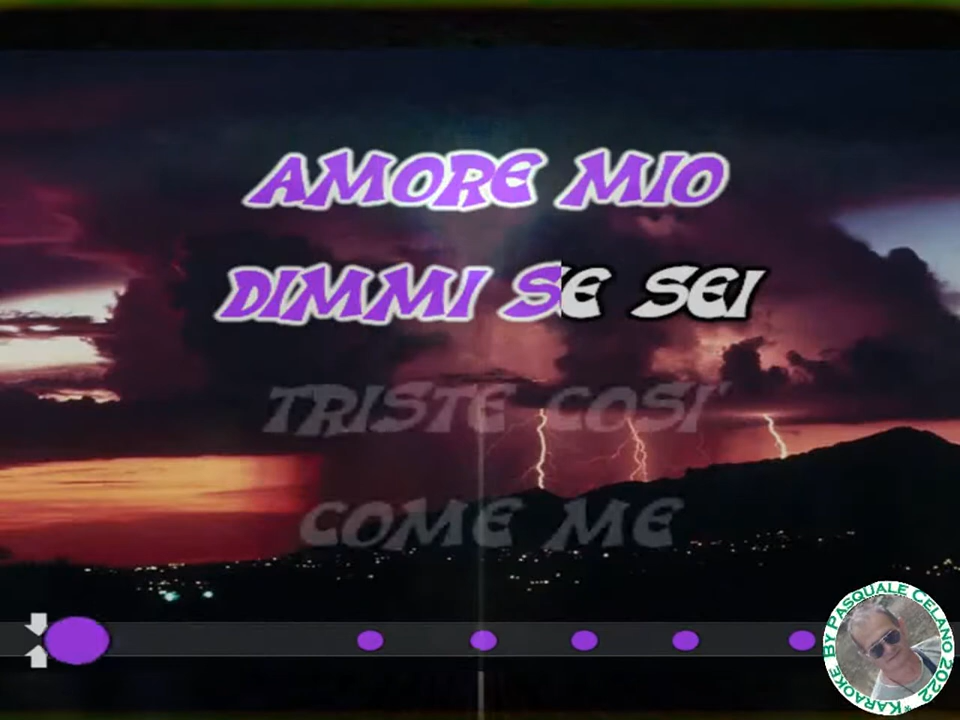 AMORE MIO
DIMMI SE SEI
TRISTE COSI'
COME ME
KARAOKE BY PASQUALE CELANO 2022 *